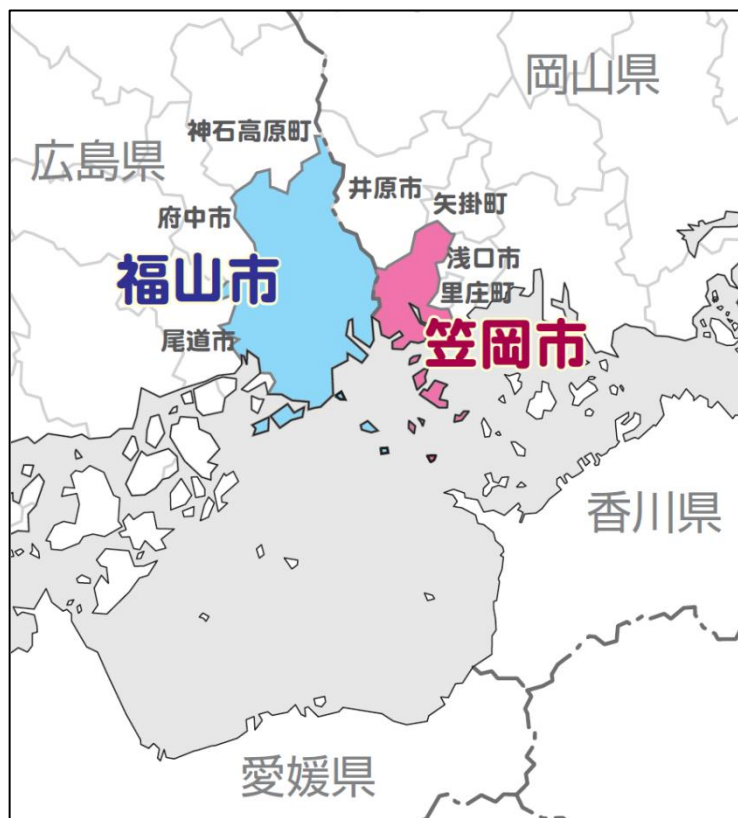 岡山県
神石高原町
広島県
井原市
矢掛町
府中市
浅口市
福山市
里庄町
尾道市
笠岡市
香川県
愛媛県